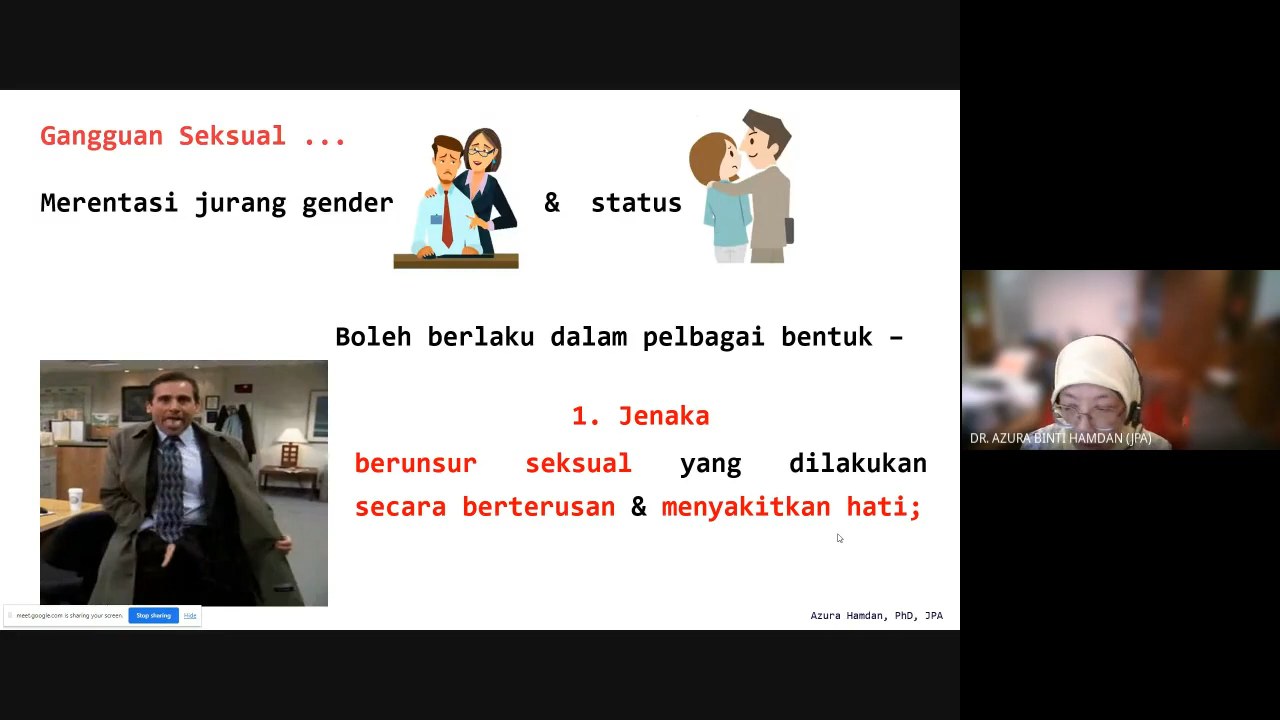 Gangguan Seksual ...
Merentasi jurang gender & status
Boleh berlaku dalam pelbagai bentuk –
1. Jenaka
berunsur seksual yang dilakukan
secara berterusan & menyakitkan hati;
DR. AZURA BINTI HAMDAN (JPA)
meet.google.com is sharing your screen. Stop sharing Hide
Azura Hamdan, PhD, JPA